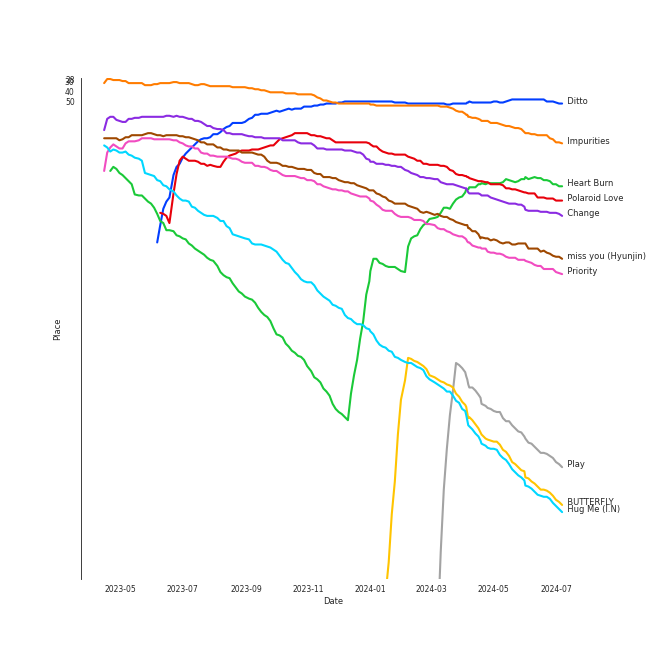 40
50
Ditto
Impurities
Heart Burn
Polaroid Love
Change
miss you (Hyunjin)
Priority
Place
Play
BUTTERFLY
Hug Me (I.N)
2023-05 2023-07 2023-09 2023-11 2024-01 2024-03 2024-05 2024-07
Date